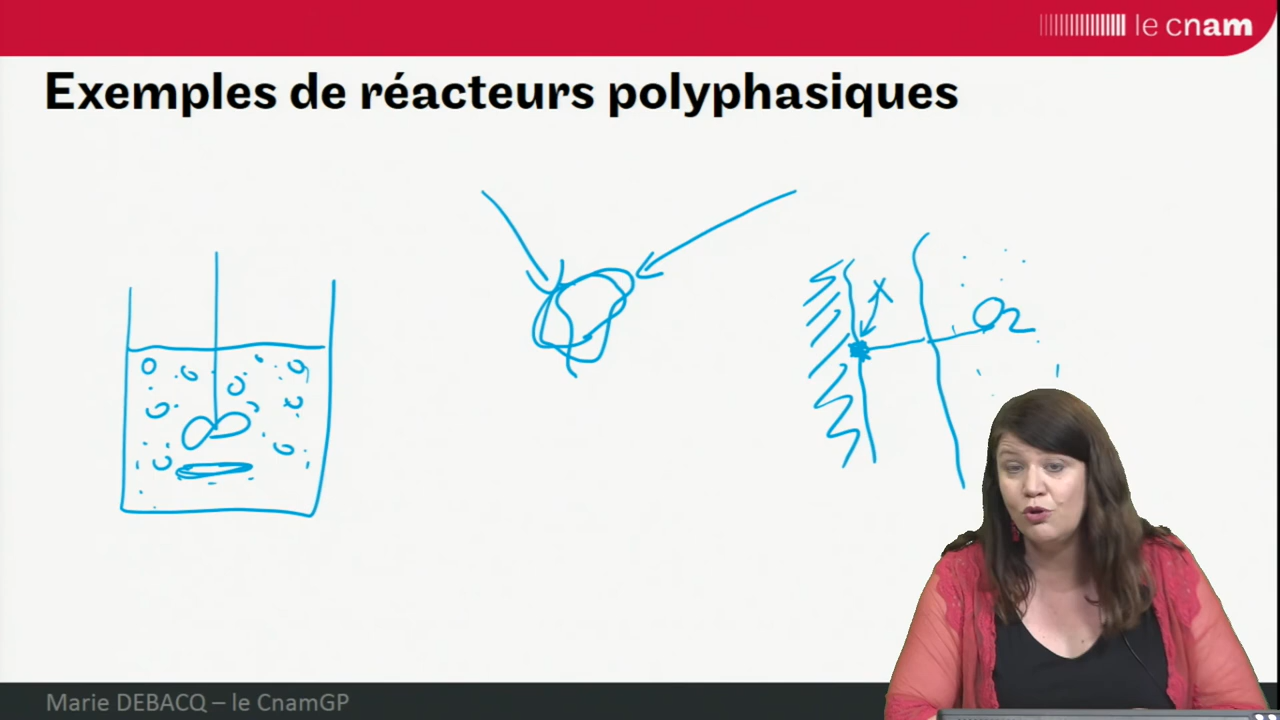 le cnam
Exemples de réacteurs polyphasiques
X
O2
Marie DEBACQ – le CnamGP